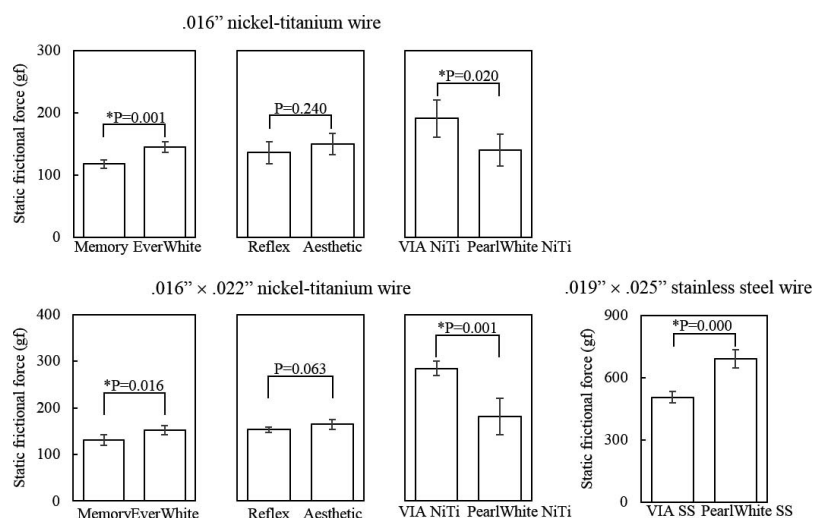 .016” nickel-titanium wire
Static frictional force (gf)
300
200
100
0
*P=0.001
Memory EverWhite
P=0.240
Reflex Aesthetic
*P=0.020
VIA NiTi PearlWhite NiTi
.016” × .022” nickel-titanium wire
Static frictional force (gf)
400
300
200
100
0
*P=0.016
MemoryEverWhite
P=0.063
Reflex Aesthetic
*P=0.001
VIA NiTi PearlWhite NiTi
.019” × .025” stainless steel wire
Static frictional force (gf)
900
600
300
0
*P=0.000
VIA SS PearlWhite SS